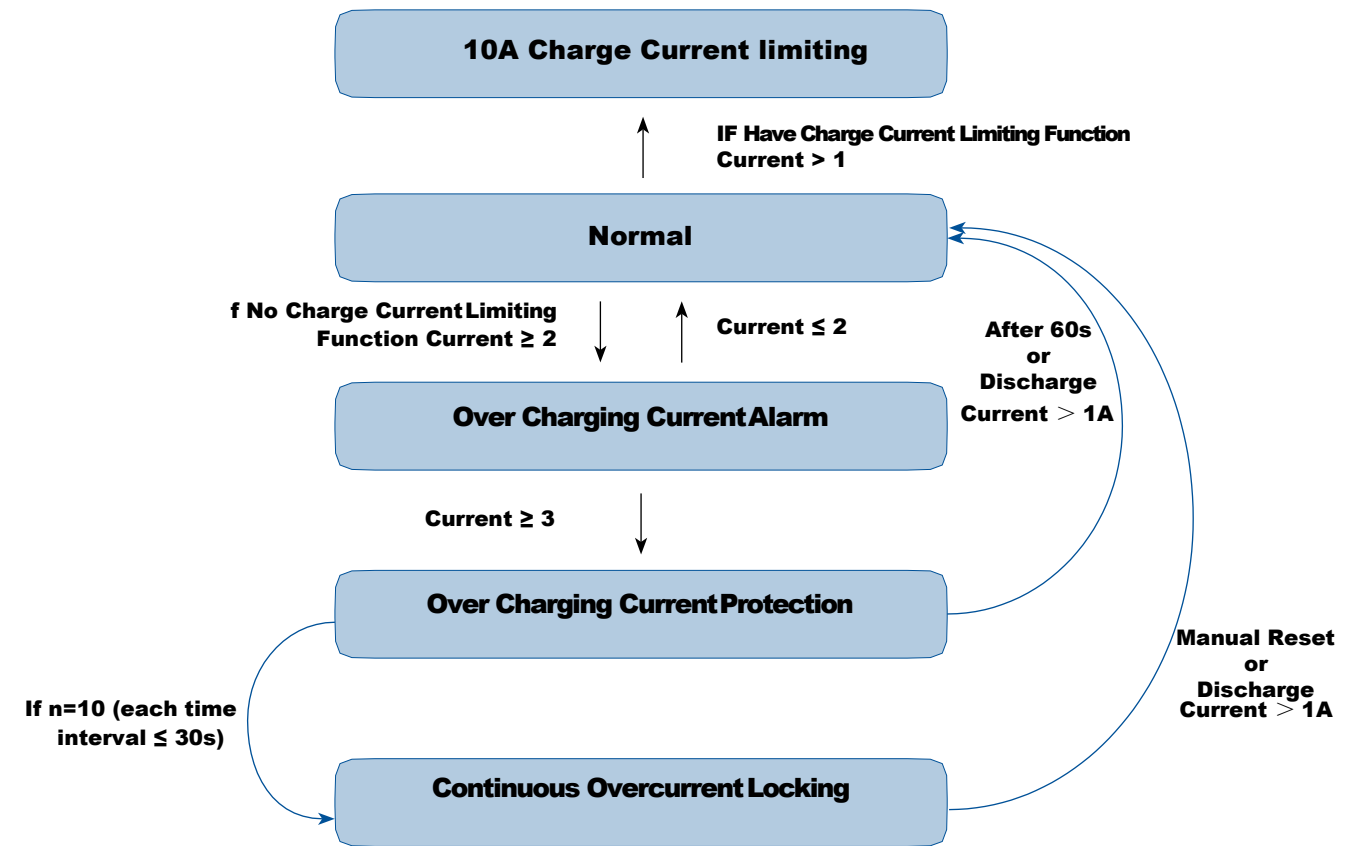 10A Charge Current limiting
IF Have Charge Current Limiting Function
Current > 1
Normal
f No Charge Current Limiting
Function Current ≥ 2
Current ≤ 2
After 60s
or
Discharge
Current > 1A
Over Charging Current Alarm
Current ≥ 3
Over Charging Current Protection
Manual Reset
or
Discharge
Current > 1A
If n=10 (each time
interval ≤ 30s)
Continuous Overcurrent Locking